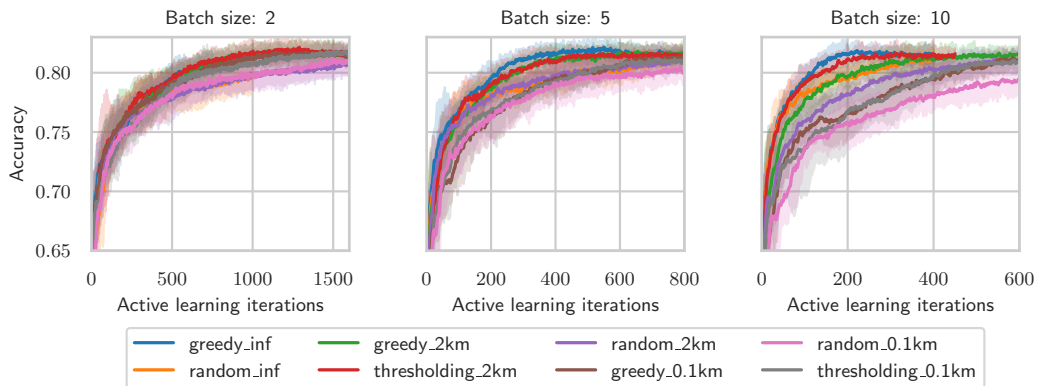 Batch size: 2
Batch size: 5
Batch size: 10
Accuracy
0.80
0.75
0.70
0.65
0 500 1000 1500
0 200 400 600 800
0 200 400 600
Active learning iterations
Active learning iterations
Active learning iterations
greedy_inf greedy_2km random_2km random_0.1km
random_inf thresholding_2km greedy_0.1km thresholding_0.1km